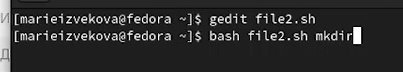 [marieizvekova@fedora ~]$ gedit file2.sh
[marieizvekova@fedora ~]$ bash file2.sh mkdir